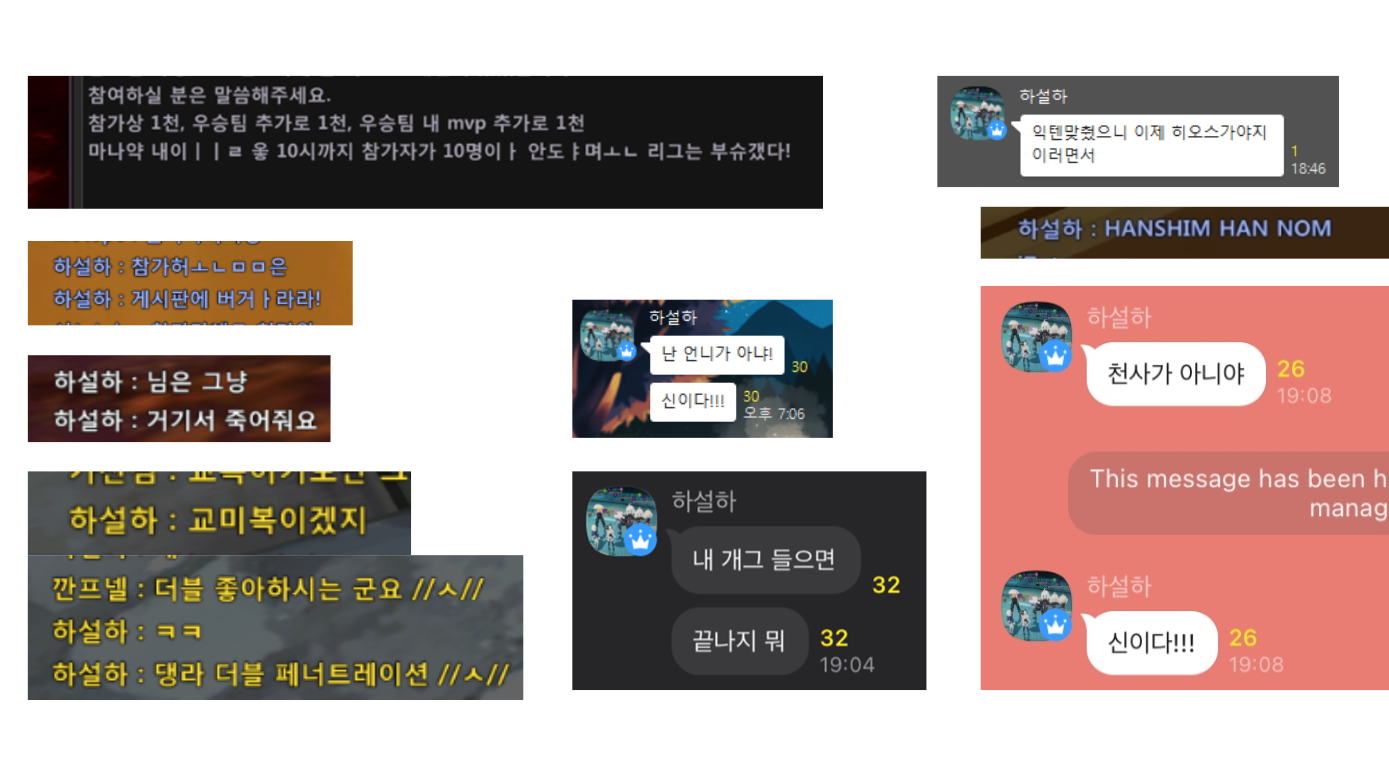 참여하실 분은 말씀해주세요.
참가상 1천, 우승팀 추가로 1천, 우승팀 내 mvp 추가로 1천
마나약 내이ㅣㅣㄹ 옿 10시까지 참가자가 10명이ㅏ 안도ㅑ며ㅗㄴ 리그는 부슈갰다!
하설하 : 참가허ㅗㄴㅁㅁ은
하설하 : 게시판에 버거ㅏ라라!
하설하 : 님은 그냥
하설하 : 거기서 죽어줘요
하설하 : 교미복이겠지
깐프넬 : 더블 좋아하시는 군요 //ㅅ//
하설하 : ㅋㅋ
하설하 : 댕라 더블 페너트레이션 //ㅅ//
하설하
난 언니가 아냐!
30
신이다!!!
30
오후 7:06
하설하
내 개그 들으면
32
끝나지 뭐
32
19:04
하설하
익텐맞췄으니 이제 히오스가야지
이러면서
1
18:46
하설하 : HANSHIM HAN NOM
하설하
천사가 아니야
26
19:08
This message has been h
manag
하설하
신이다!!!
26
19:08